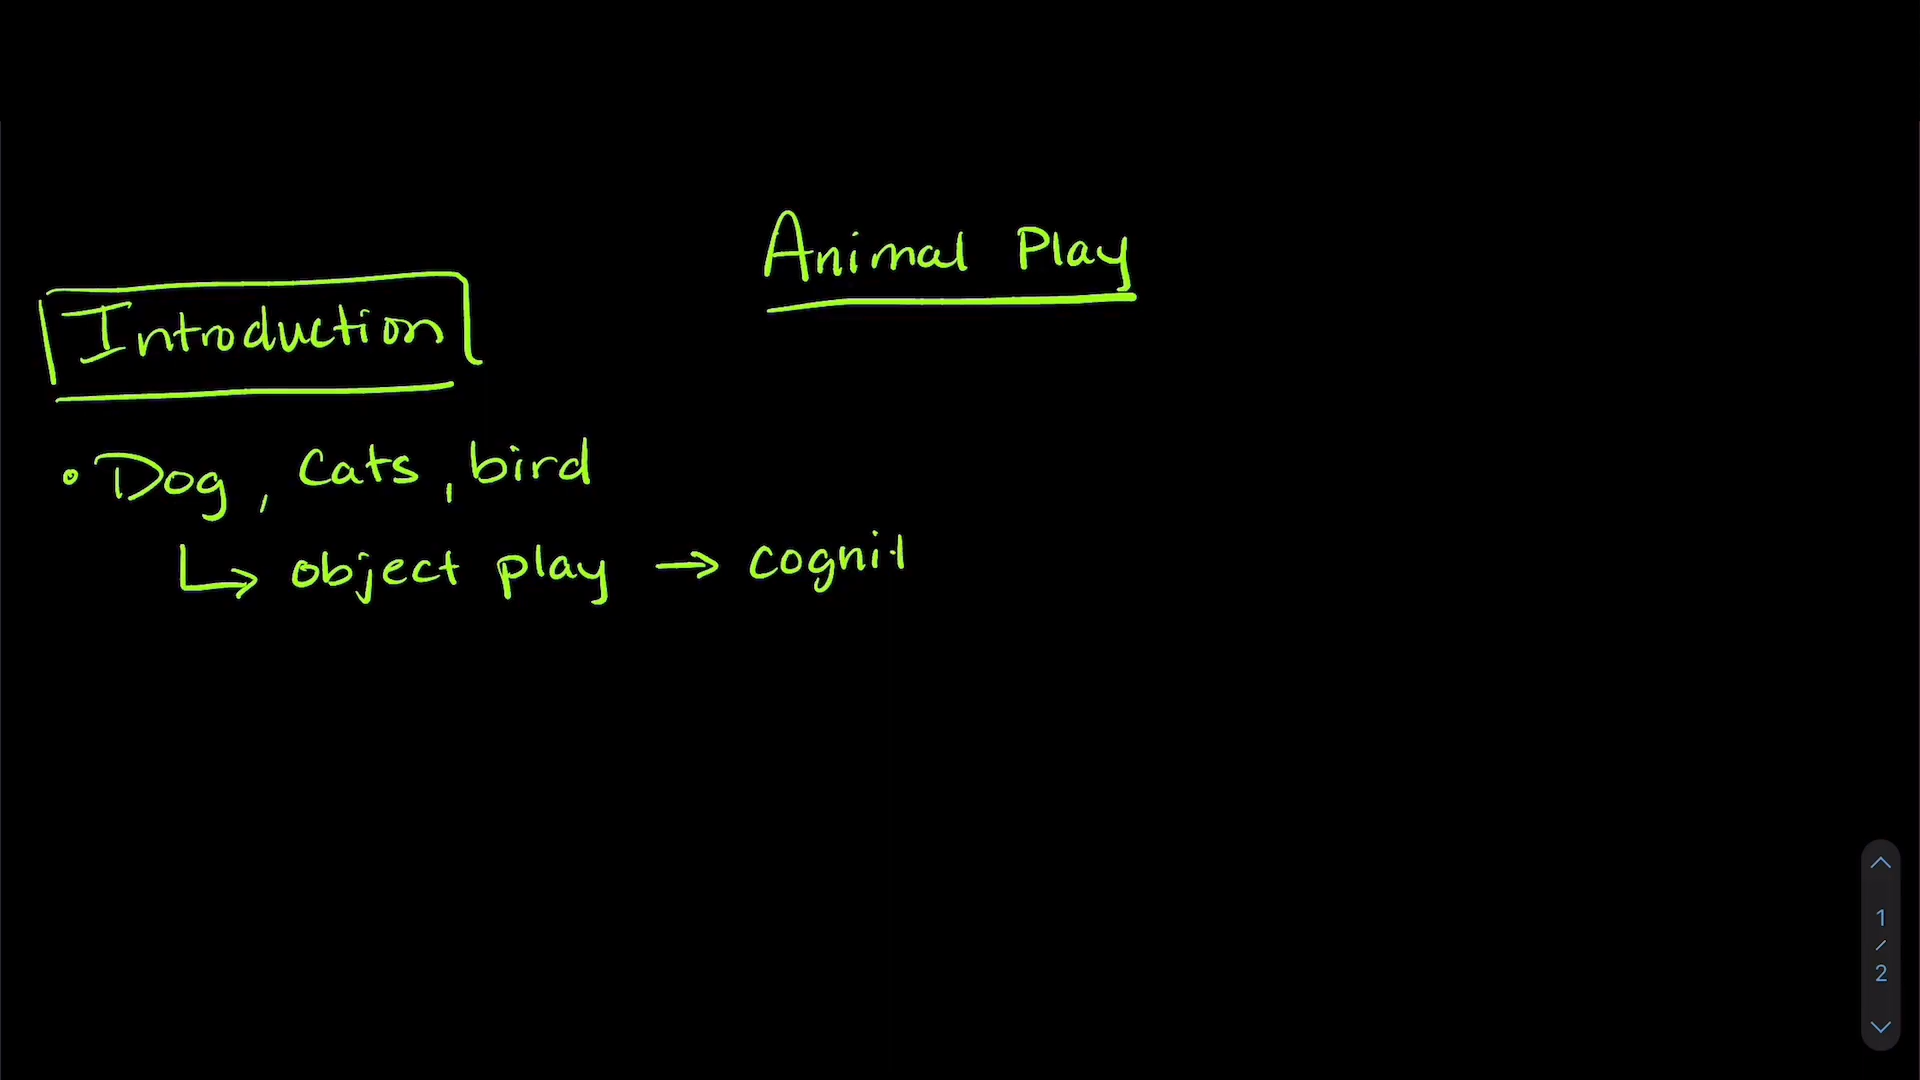 Animal Play
Introduction
• Dog, Cats, bird
↳ object play → cognit
1
/
2